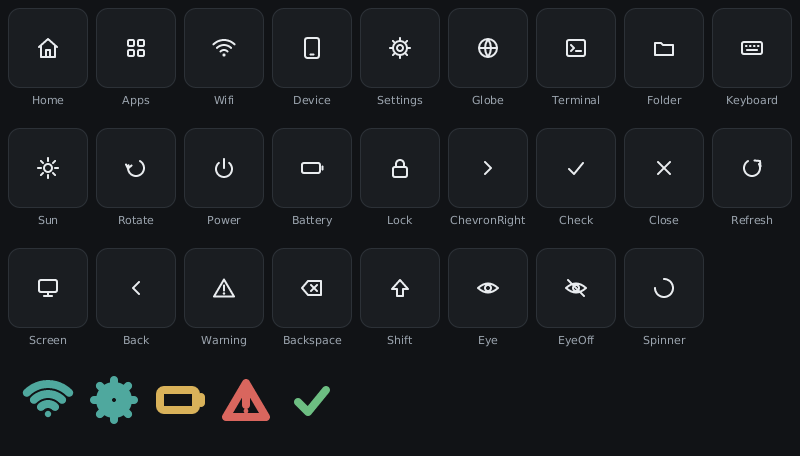 Home Apps Wifi Device Settings Globe Terminal Folder Keyboard
Sun Rotate Power Battery Lock ChevronRight Check Close Refresh
Screen Back Warning Backspace Shift Eye EyeOff Spinner